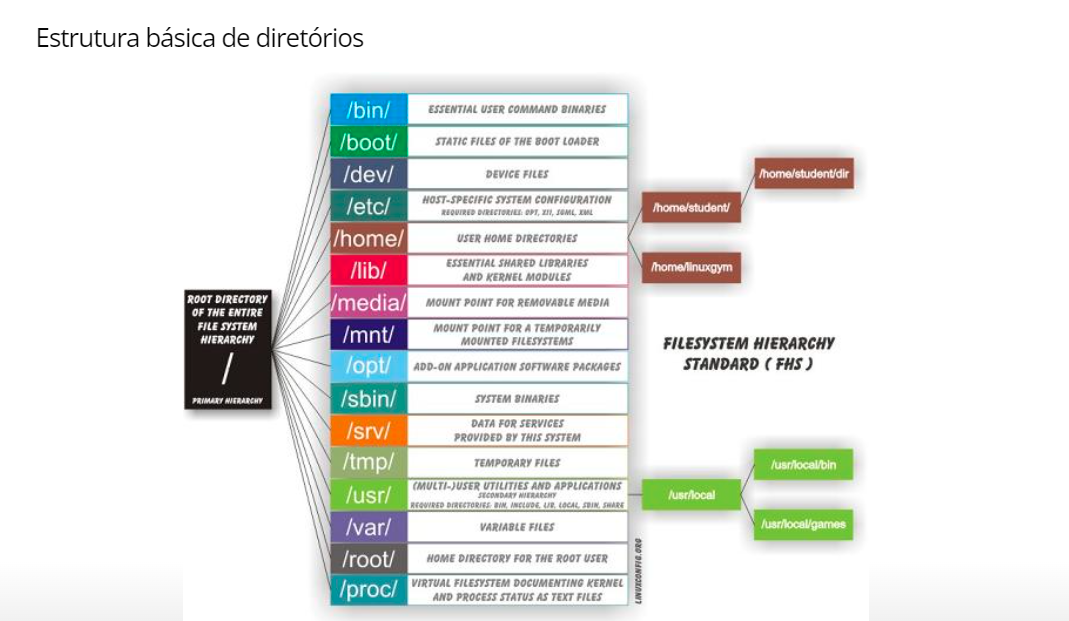 Estrutura básica de diretórios
ROOT DIRECTORY
OF THE ENTIRE
FILE SYSTEM
HIERARCHY
/
PRIMARY HIERARCHY
/bin/ ESSENTIAL USER COMMAND BINARIES
/boot/ STATIC FILES OF THE BOOT LOADER
/dev/ DEVICE FILES
/etc/ HOST-SPECIFIC SYSTEM CONFIGURATION
REQUIRED DIRECTORIES: OPT, X11, SGML, XML
/home/ USER HOME DIRECTORIES
/lib/ ESSENTIAL SHARED LIBRARIES
AND KERNEL MODULES
/media/ MOUNT POINT FOR REMOVABLE MEDIA
/mnt/ MOUNT POINT FOR A TEMPORARILY
MOUNTED FILESYSTEMS
/opt/ ADD-ON APPLICATION SOFTWARE PACKAGES
/sbin/ SYSTEM BINARIES
/srv/ DATA FOR SERVICES
PROVIDED BY THIS SYSTEM
/tmp/ TEMPORARY FILES
/usr/ (MULTI-)USER UTILITIES AND APPLICATIONS
SECONDARY HIERARCHY
REQUIRED DIRECTORIES: BIN, INCLUDE, LIB, LOCAL, SBIN, SHARE
/var/ VARIABLE FILES
/root/ HOME DIRECTORY FOR THE ROOT USER
/proc/ VIRTUAL FILESYSTEM DOCUMENTING KERNEL
AND PROCESS STATUS AS TEXT FILES
/home/student/
/home/student/dir
/home/linuxgym
FILESYSTEM HIERARCHY
STANDARD ( FHS )
/usr/local
/usr/local/bin
/usr/local/games
LINUXCONFIG.ORG